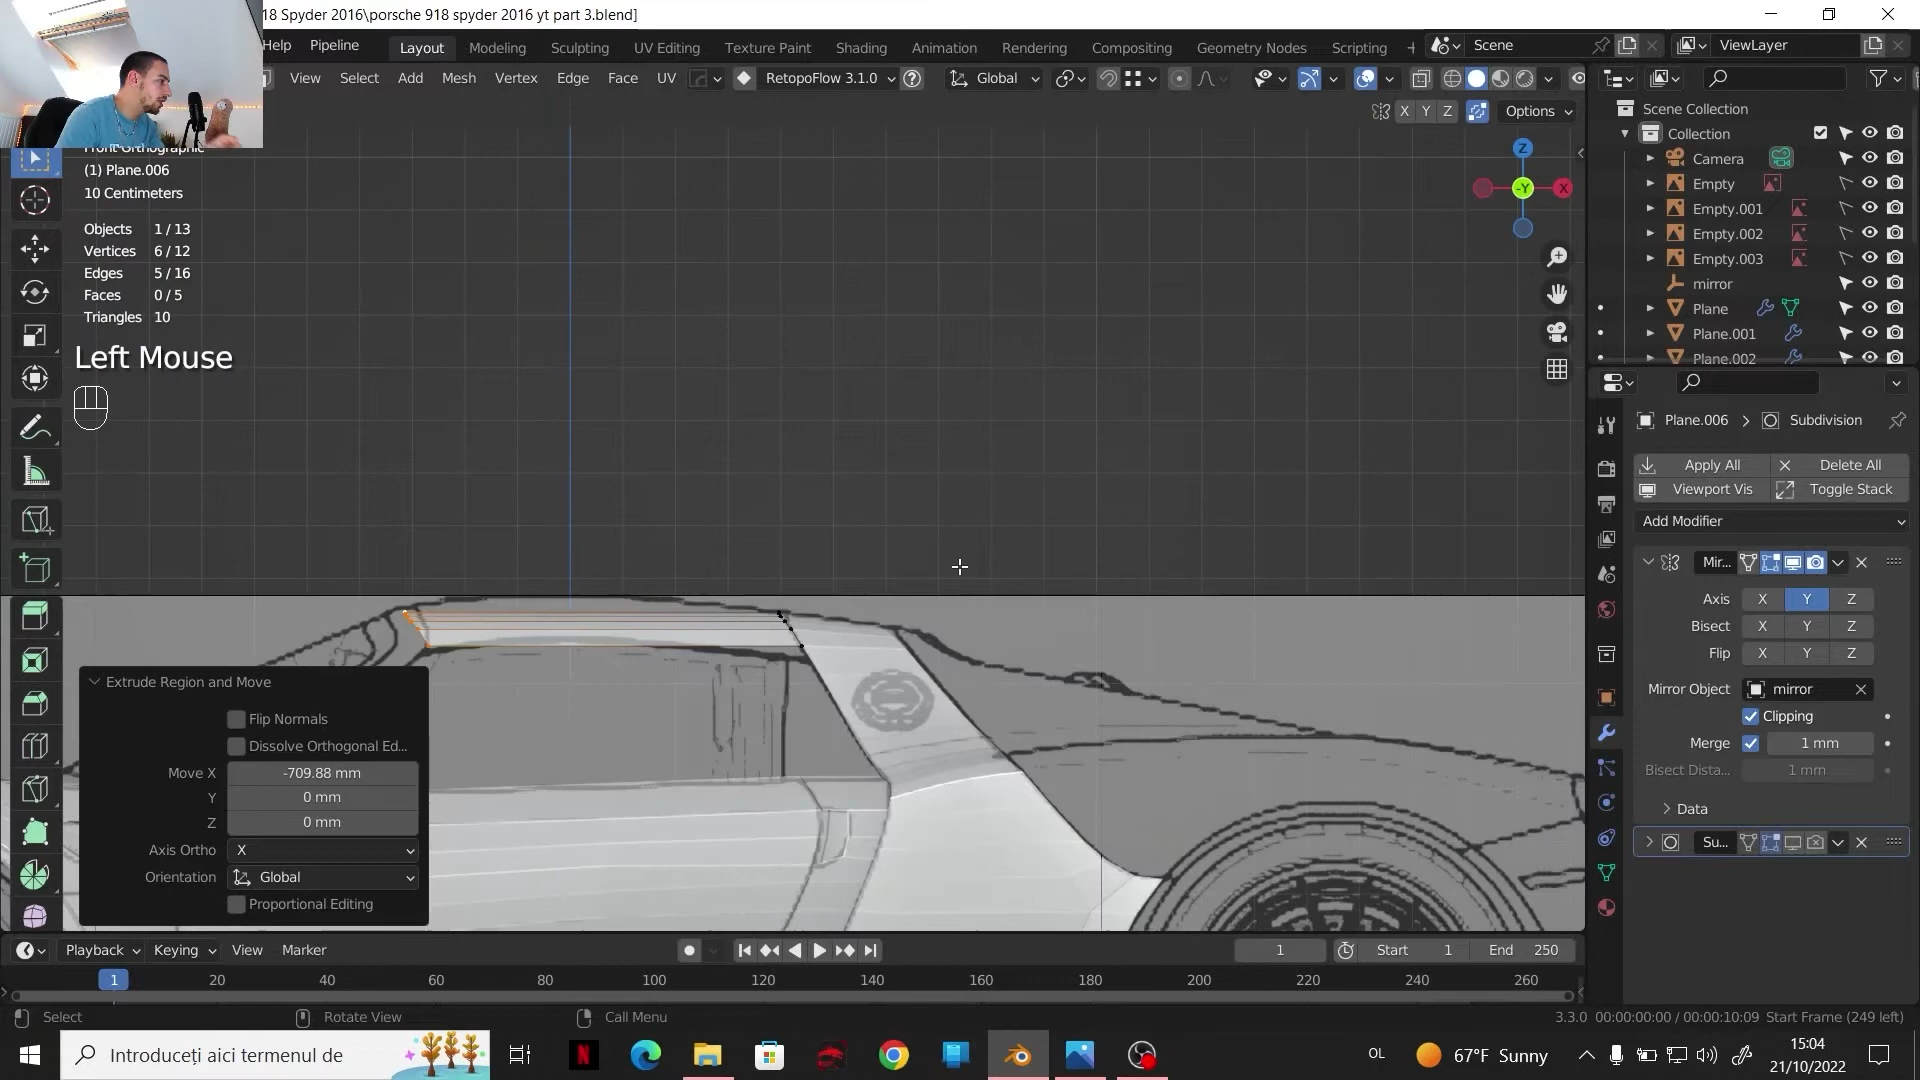 18 Spyder 2016\porsche 918 spyder 2016 yt part 3.blend]
Help Pipeline Layout Modeling Sculpting UV Editing Texture Paint Shading Animation Rendering Compositing Geometry Nodes Scripting + Scene ViewLayer
View Select Add Mesh Vertex Edge Face UV RetopoFlow 3.1.0 Global
X Y Z Options
Scene Collection
Collection
Camera
Empty
Empty.001
Empty.002
Empty.003
mirror
Plane
Plane.001
Plane.002
Front Orthographic
(1) Plane.006
10 Centimeters
Objects 1 / 13
Vertices 6 / 12
Edges 5 / 16
Faces 0 / 5
Triangles 10
Left Mouse
Z
-Y X
Plane.006 > Subdivision
Apply All Delete All
Viewport Vis Toggle Stack
Add Modifier
Mir...
Axis X Y Z
Bisect X Y Z
Flip X Y Z
Mirror Object mirror
Clipping
Merge 1 mm
Bisect Dista... 1 mm
Data
Su...
Extrude Region and Move
Flip Normals
Dissolve Orthogonal Ed...
Move X -709.88 mm
Y 0 mm
Z 0 mm
Axis Ortho X
Orientation Global
Proportional Editing
Playback Keying View Marker 1 Start 1 End 250
1 20 40 60 80 100 120 140 160 180 200 220 240 260
Select Rotate View Call Menu 3.3.0 00:00:00:00 / 00:00:10:09 Start Frame (249 left)
Introduceți aici termenul de OL 67°F Sunny 15:04
21/10/2022